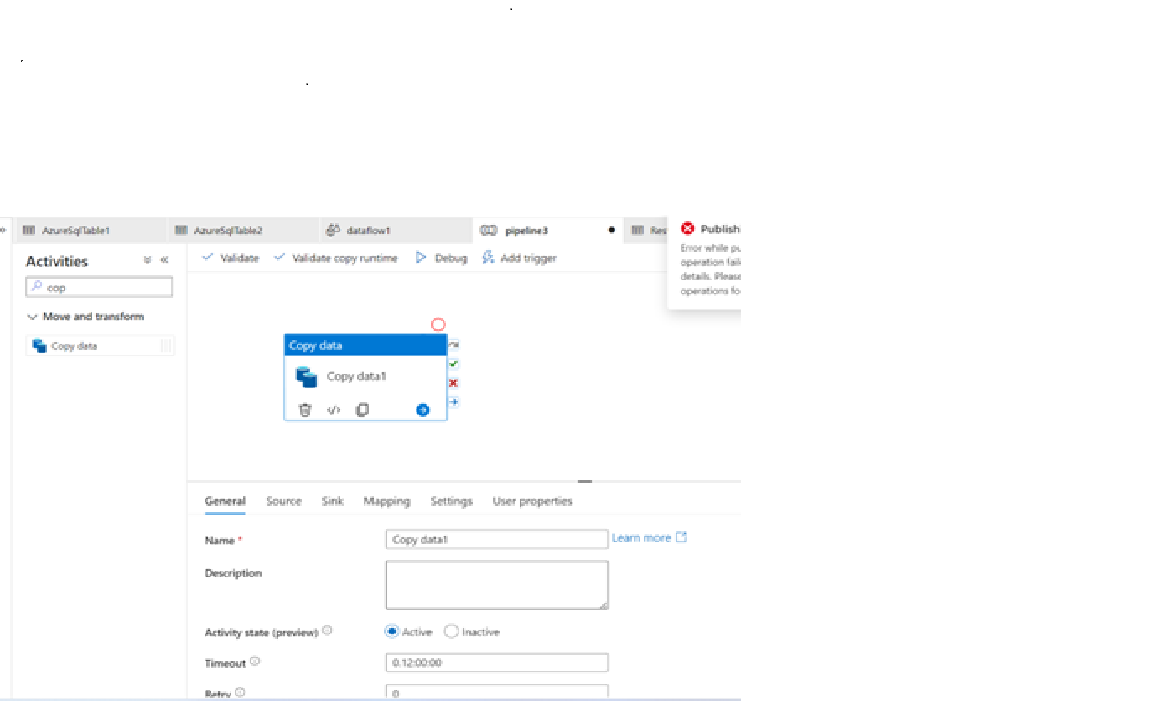 AzureSqlTable1
AzureSqlTable2
dataflow1
pipeline3
Res
Publish
Error while pu
operation fail
details. Please
operations fo
Activities
cop
Move and transform
Copy data
Validate
Validate copy runtime
Debug
Add trigger
Copy data
Copy data1
General
Source
Sink
Mapping
Settings
User properties
Name *
Copy data1
Learn more
Description
Activity state (preview)
Active
Inactive
Timeout
0.12:00:00
Retry
0